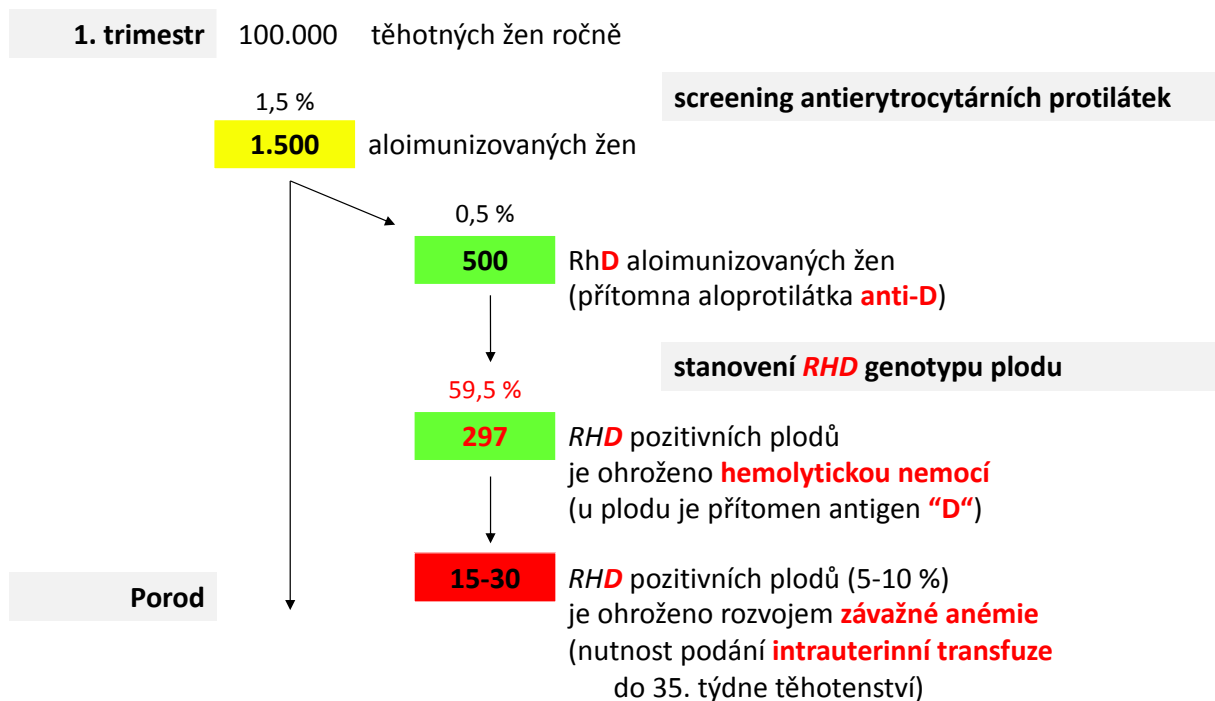 1. trimestr 100.000 těhotných žen ročně
1,5 %
screening antierytrocytárních protilátek
1.500 aloimunizovaných žen
0,5 %
500 RhD aloimunizovaných žen
(přítomna aloprotilátka anti-D)
stanovení RHD genotypu plodu
59,5 %
297 RHD pozitivních plodů
je ohroženo hemolytickou nemocí
(u plodu je přítomen antigen “D“)
15-30 RHD pozitivních plodů (5-10 %)
Porod
je ohroženo rozvojem závažné anémie
(nutnost podání intrauterinní transfuze
do 35. týdne těhotenství)